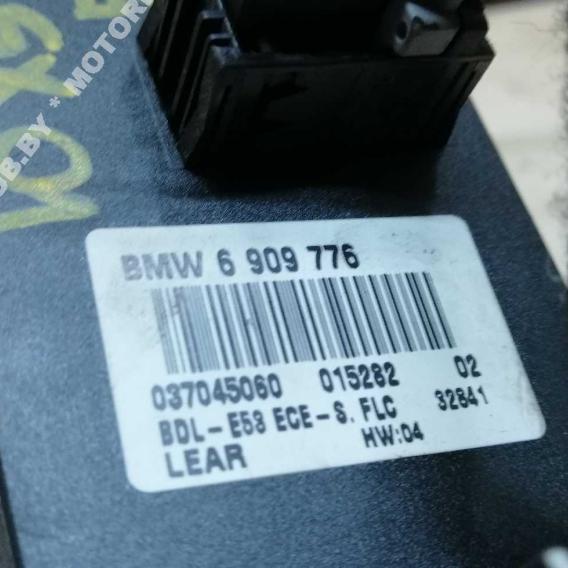 BMW 6 909 776
037045060 015282 02
BDL-E53 ECE-S. FLC 32841
HW:04
LEAR